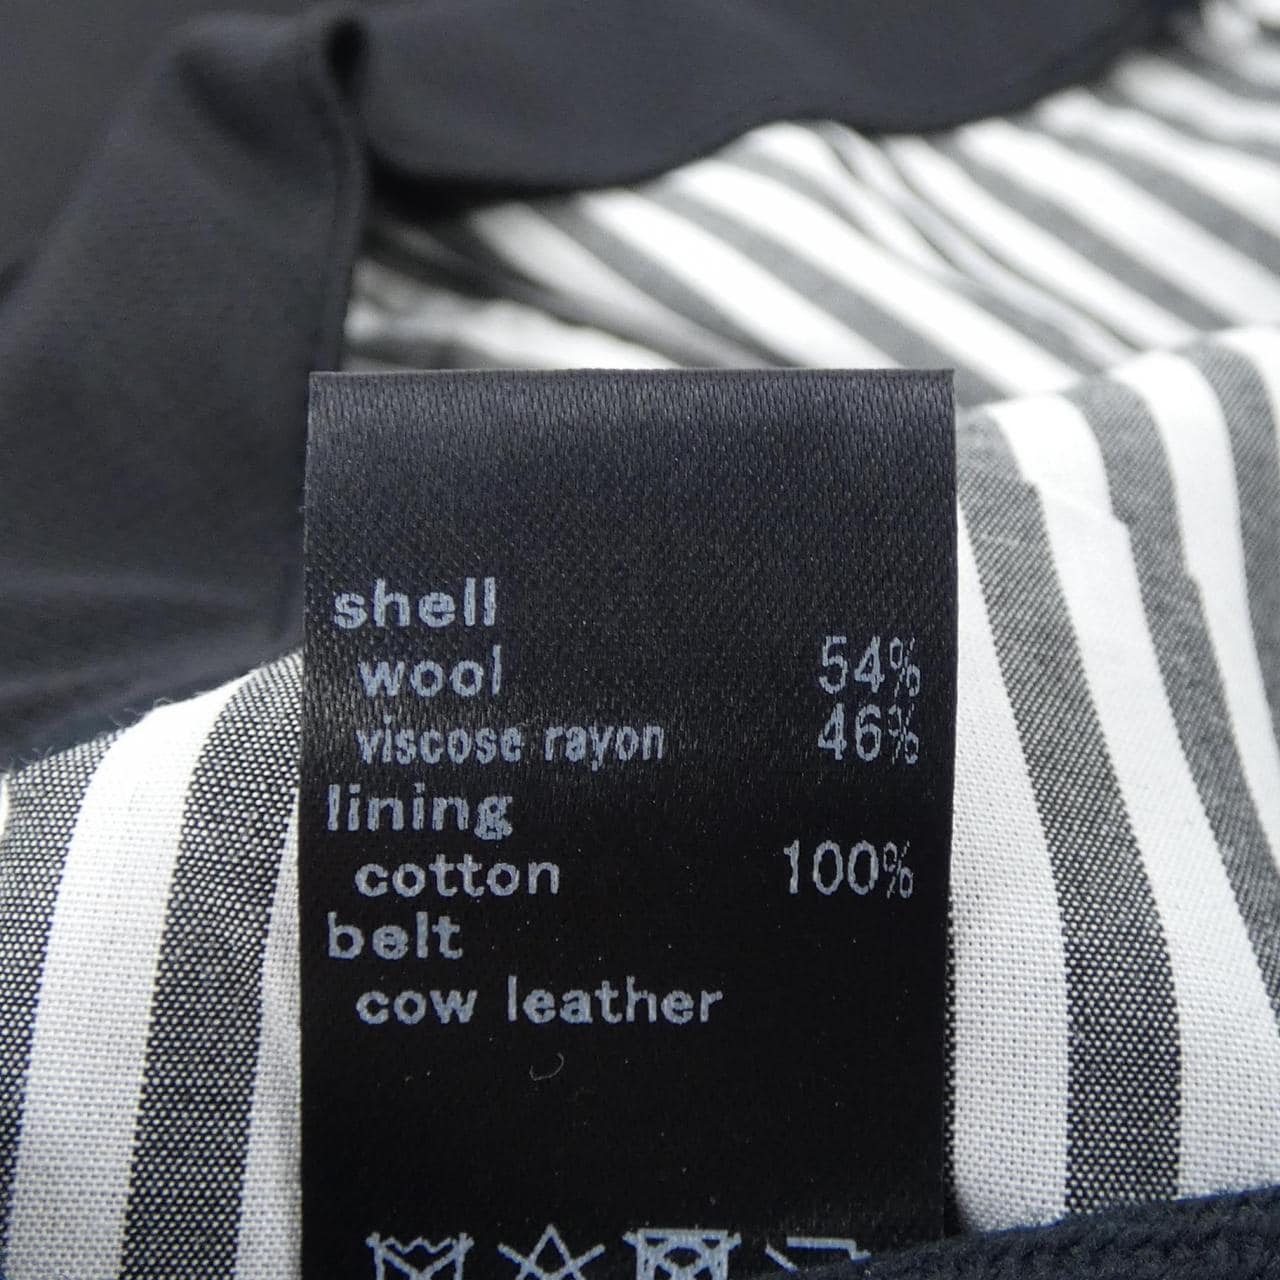 shell
wool 54%
viscose rayon 46%
lining
cotton 100%
belt
cow leather